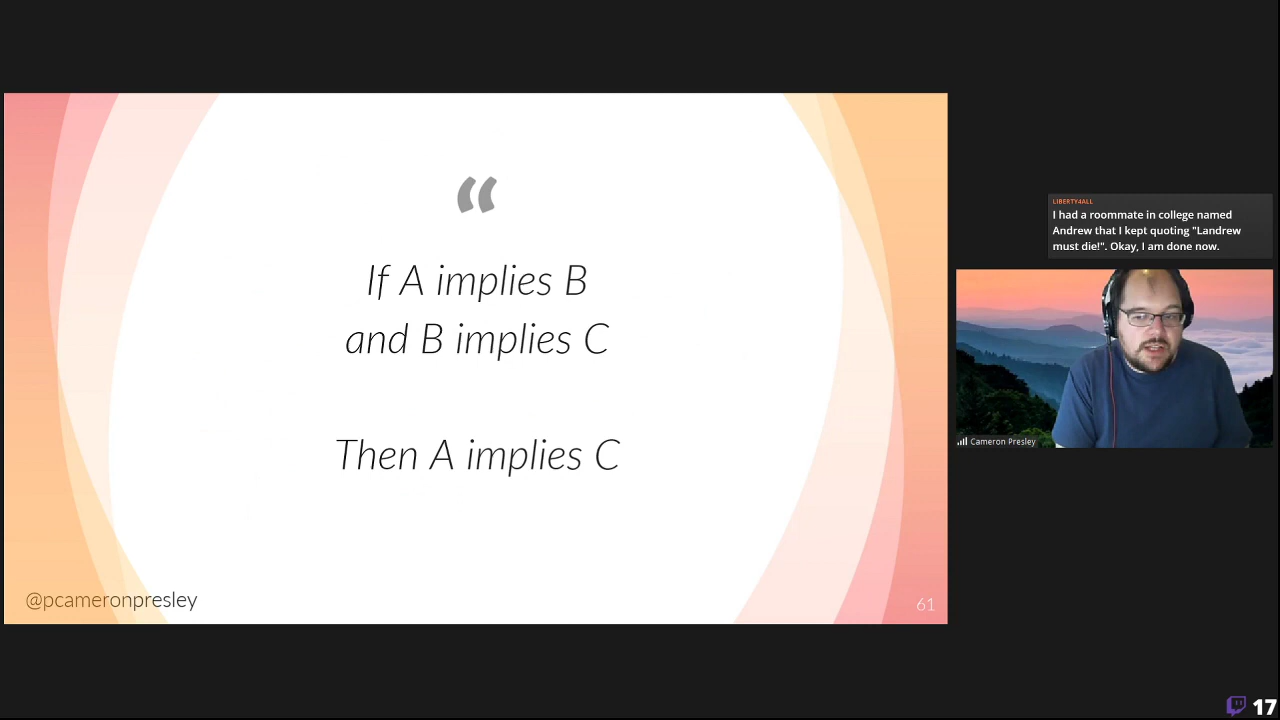 “
If A implies B
and B implies C
Then A implies C
@pcameronpresley
61
LIBERTY4ALL
I had a roommate in college named
Andrew that I kept quoting "Landrew
must die!". Okay, I am done now.
Cameron Presley
17